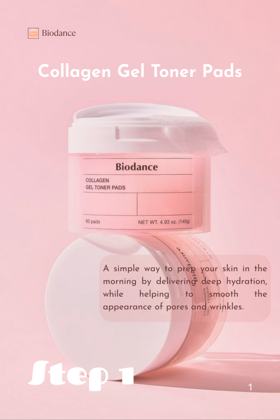 Biodance
Collagen Gel Toner Pads
Biodance
COLLAGEN
GEL TONER PADS
60 pads
NET WT. 4.93 oz. (140g)
A simple way to prep your skin in the
morning by delivering deep hydration,
while helping to smooth the
appearance of pores and wrinkles.
Step 1
1